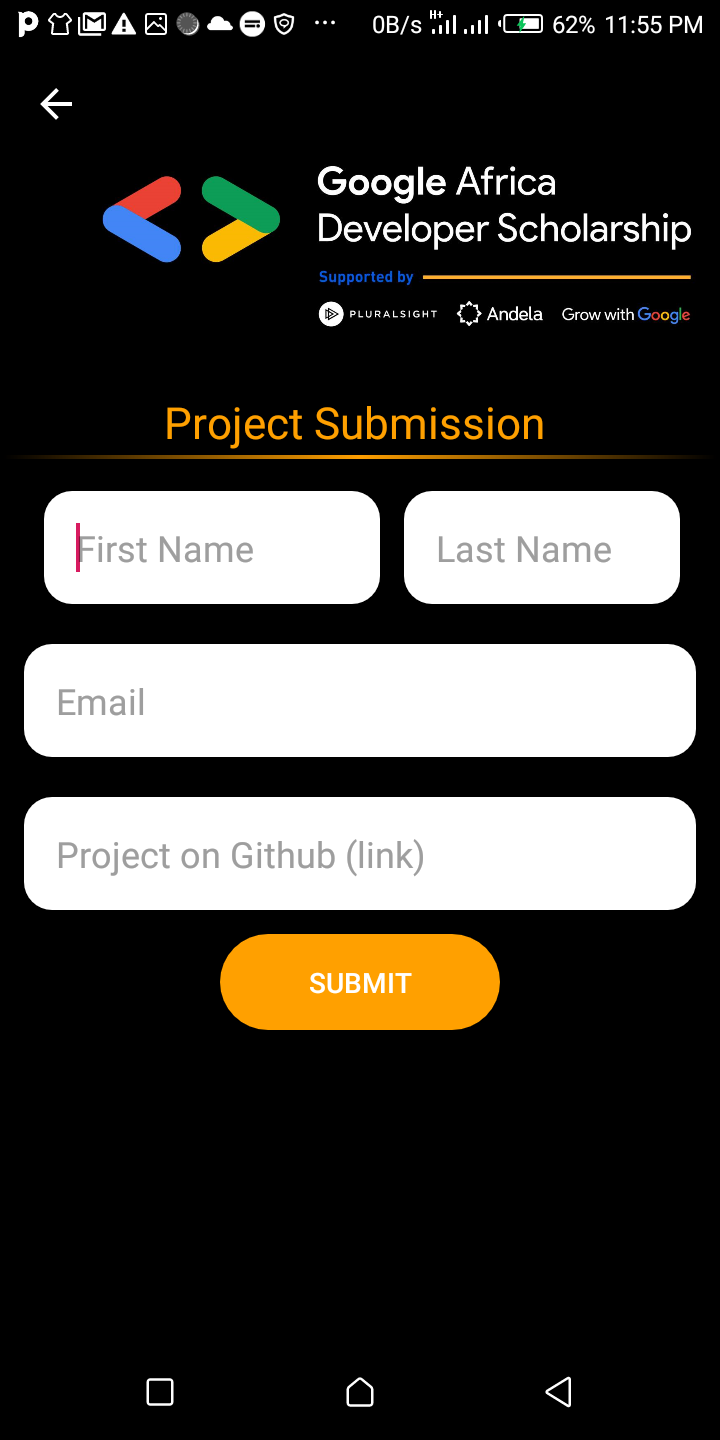 0B/s H+ 62% 11:55 PM
Google Africa
Developer Scholarship
Supported by
PLURALSIGHT Andela Grow with Google
Project Submission
First Name Last Name
Email
Project on Github (link)
SUBMIT